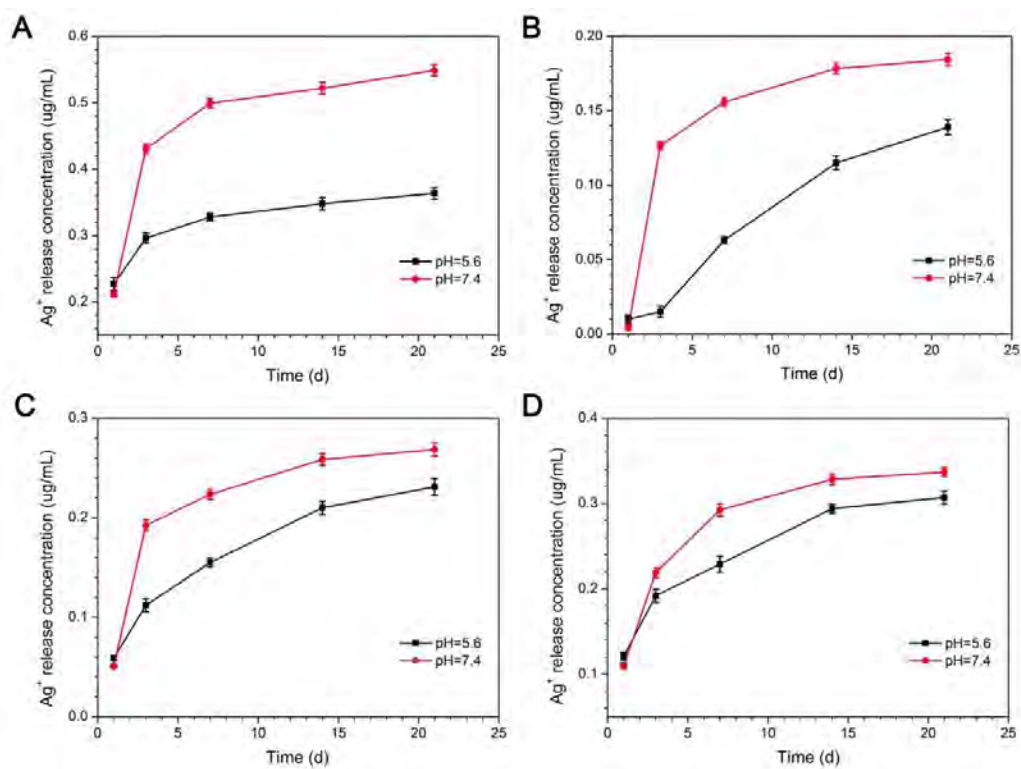 A
Ag+ release concentration (ug/mL)
0.6
0.5
0.4
0.3
0.2
pH=5.6
pH=7.4
0 5 10 15 20 25
Time (d)
B
Ag+ release concentration (ug/mL)
0.20
0.15
0.10
0.05
0.00
pH=5.6
pH=7.4
0 5 10 15 20 25
Time (d)
C
Ag+ release concentration (ug/mL)
0.3
0.2
0.1
0.0
pH=5.6
pH=7.4
0 5 10 15 20 25
Time (d)
D
Ag+ release concentration (ug/mL)
0.4
0.3
0.2
0.1
pH=5.6
pH=7.4
0 5 10 15 20 25
Time (d)